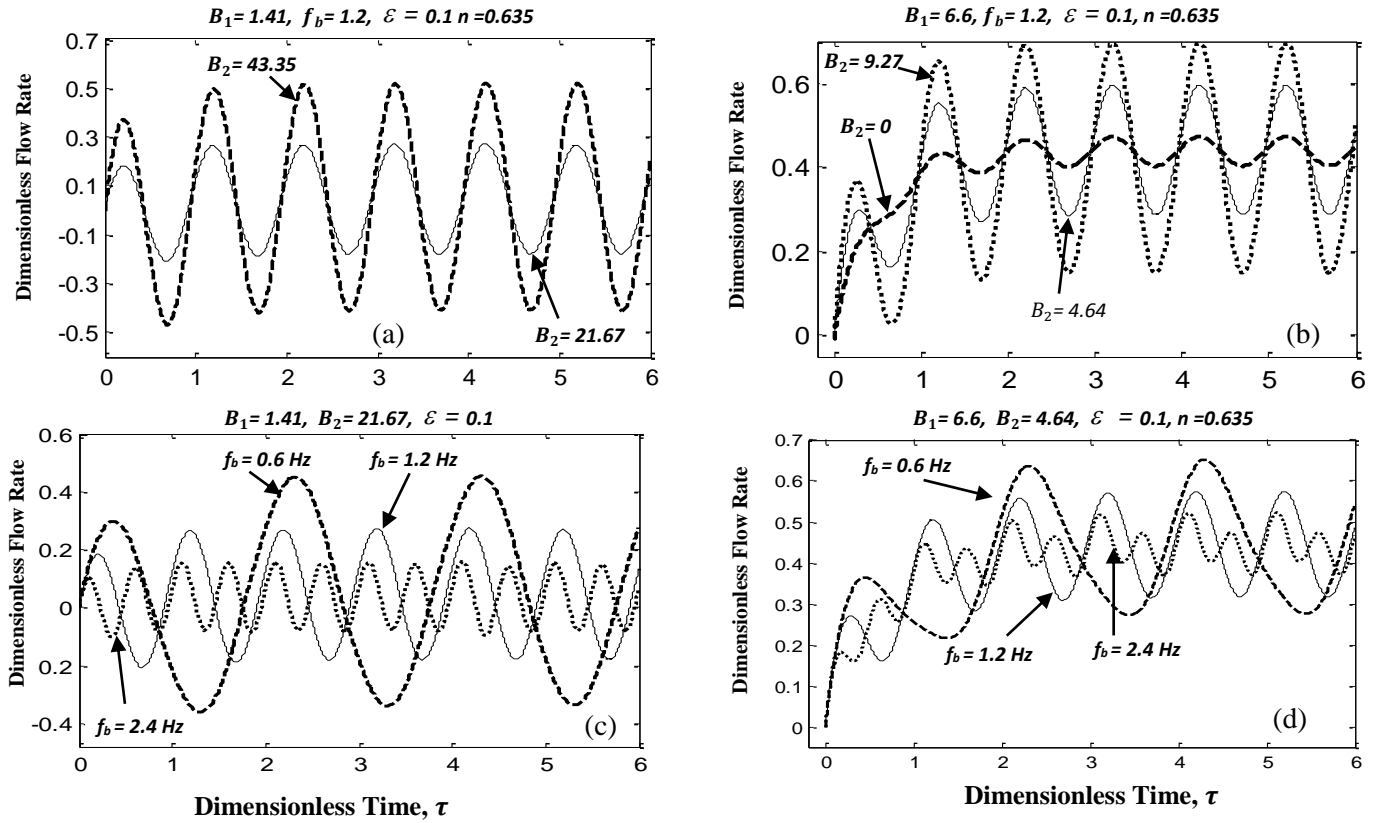 B₁= 1.41, f_b= 1.2, ε = 0.1 n =0.635
0.7
0.5
0.3
0.1
-0.1
-0.3
-0.5
Dimensionless Flow Rate
B₂= 43.35
B₂= 21.67
(a)
0 1 2 3 4 5 6
B₁= 6.6, f_b= 1.2, ε = 0.1, n =0.635
0.6
0.4
0.2
0
Dimensionless Flow Rate
B₂= 9.27
B₂= 0
B₂= 4.64
(b)
0 1 2 3 4 5 6
B₁= 1.41, B₂= 21.67, ε = 0.1
0.6
0.4
0.2
0
0.2
-0.4
Dimensionless Flow Rate
f_b= 0.6 Hz
f_b= 1.2 Hz
f_b= 2.4 Hz
(c)
0 1 2 3 4 5 6
Dimensionless Time, τ
B₁= 6.6, B₂= 4.64, ε = 0.1, n =0.635
0.7
0.6
0.5
0.4
0.3
0.2
0.1
0
Dimensionless Flow Rate
f_b= 0.6 Hz
f_b= 1.2 Hz
f_b= 2.4 Hz
(d)
0 1 2 3 4 5 6
Dimensionless Time, τ